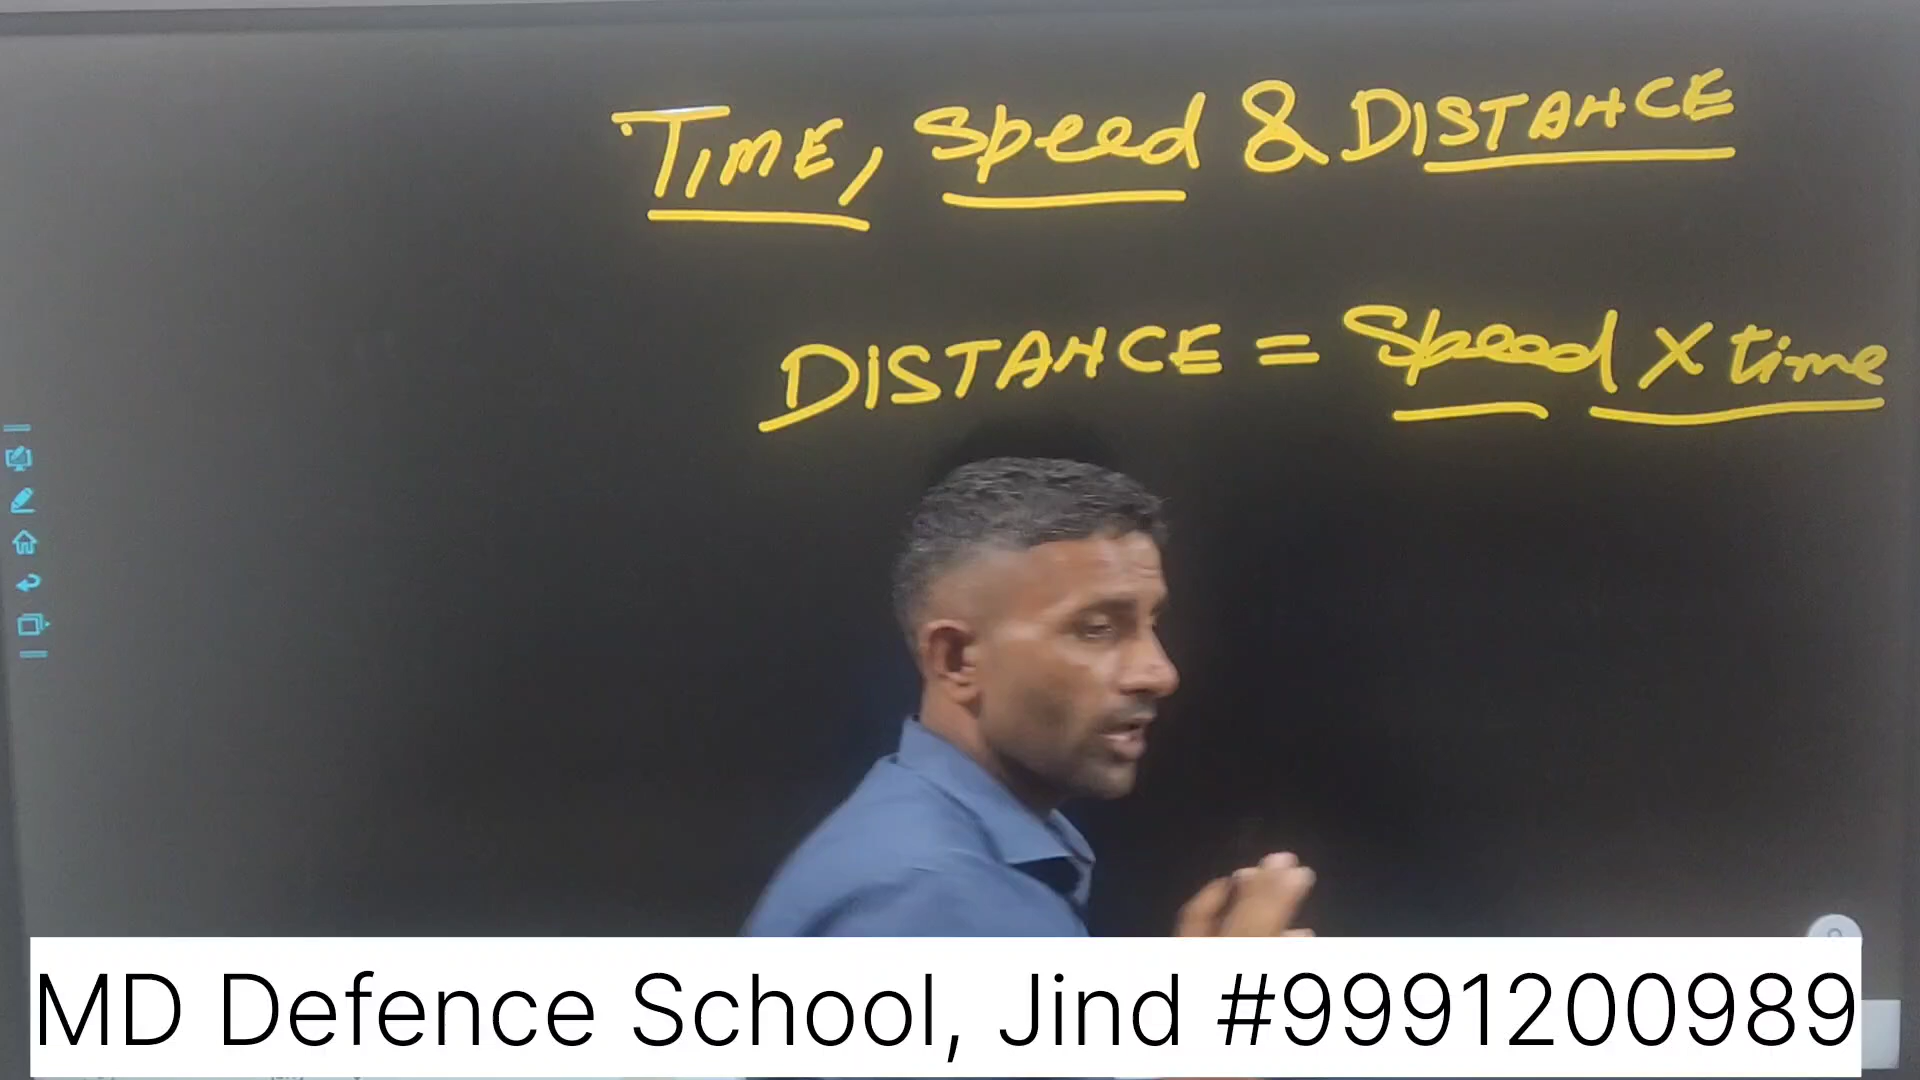 TIME, Speed & DISTANCE
DISTANCE = Speed X time
MD Defence School, Jind #9991200989